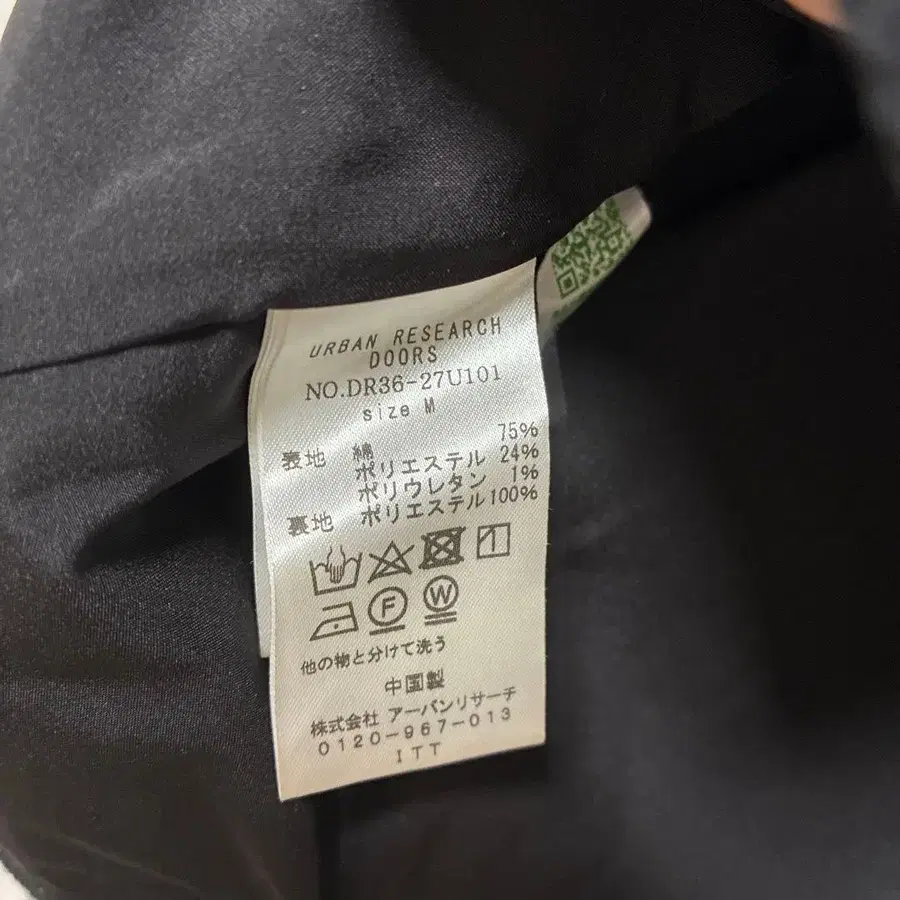 URBAN RESEARCH
DOORS
NO.DR36-27U101
size M
表地 綿 75%
ポリエステル 24%
ポリウレタン 1%
裏地 ポリエステル 100%
F W
他の物と分けて洗う
中国製
株式会社 アーバンリサーチ
0120-967-013
ITT